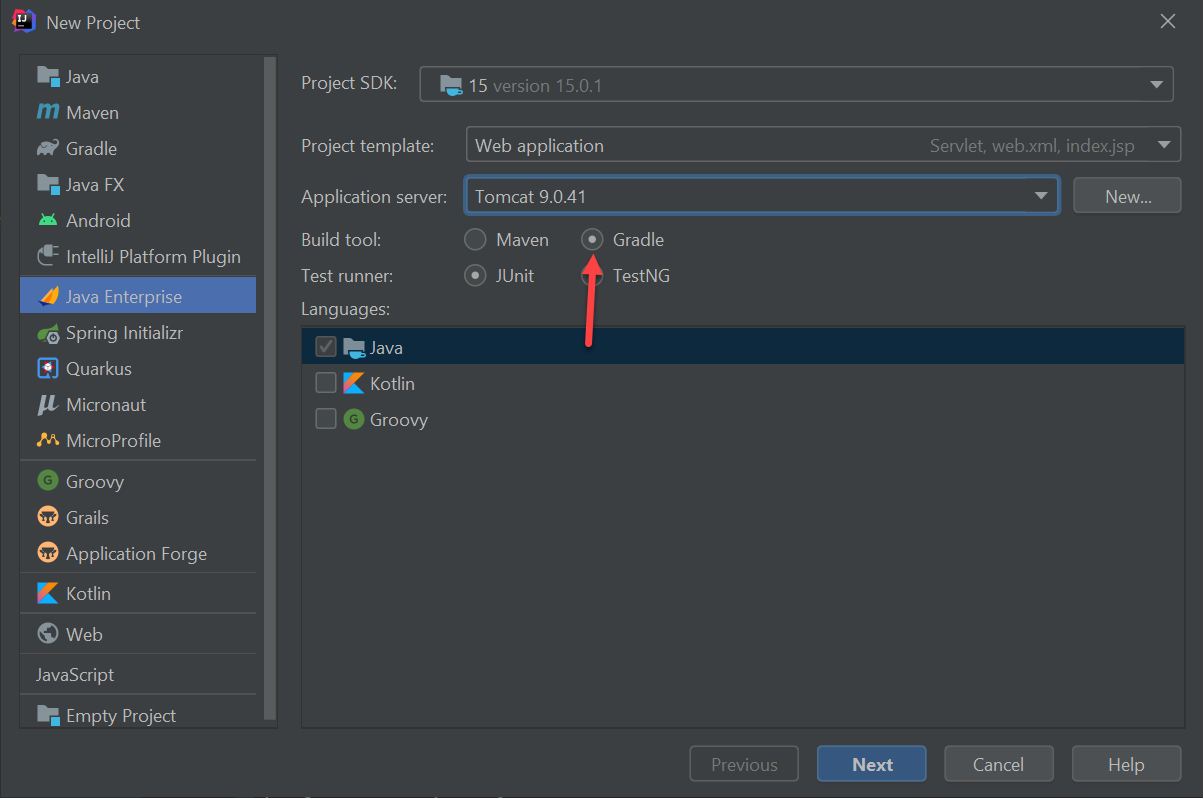 New Project
Java
Maven
Gradle
Java FX
Android
IntelliJ Platform Plugin
Java Enterprise
Spring Initializr
Quarkus
Micronaut
MicroProfile
Groovy
Grails
Application Forge
Kotlin
Web
JavaScript
Empty Project
Project SDK: 15 version 15.0.1
Project template: Web application Servlet, web.xml, index.jsp
Application server: Tomcat 9.0.41 New...
Build tool: Maven Gradle
Test runner: JUnit TestNG
Languages:
Java
Kotlin
Groovy
Previous Next Cancel Help